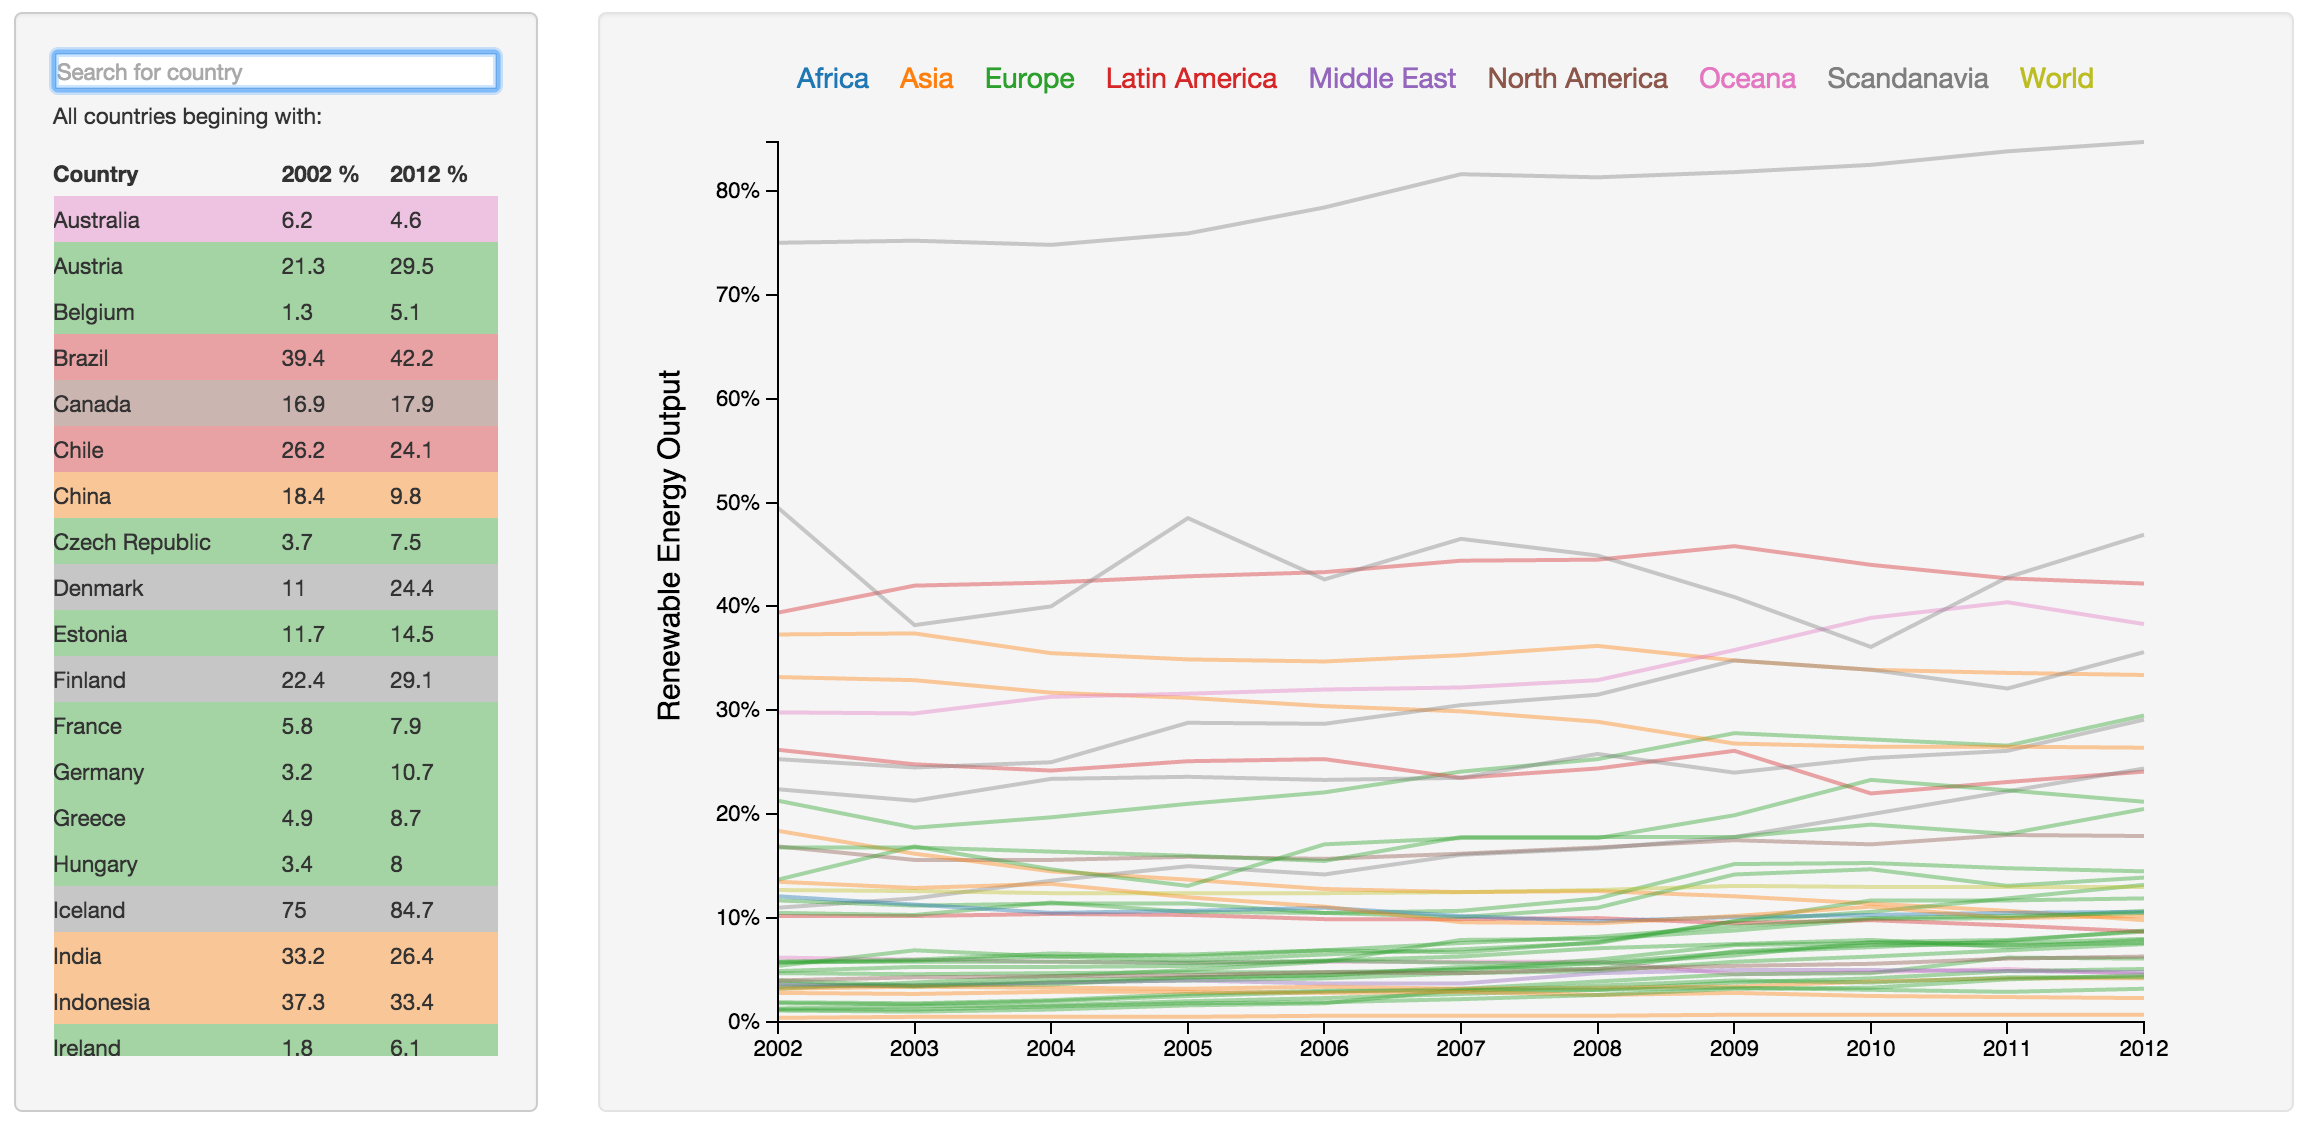 Search for country
All countries begining with:
Country 2002 % 2012 %
Australia 6.2 4.6
Austria 21.3 29.5
Belgium 1.3 5.1
Brazil 39.4 42.2
Canada 16.9 17.9
Chile 26.2 24.1
China 18.4 9.8
Czech Republic 3.7 7.5
Denmark 11 24.4
Estonia 11.7 14.5
Finland 22.4 29.1
France 5.8 7.9
Germany 3.2 10.7
Greece 4.9 8.7
Hungary 3.4 8
Iceland 75 84.7
India 33.2 26.4
Indonesia 37.3 33.4
Ireland 1.8 6.1
Africa Asia Europe Latin America Middle East North America Oceana Scandanavia World
Renewable Energy Output
80%
70%
60%
50%
40%
30%
20%
10%
0%
2002 2003 2004 2005 2006 2007 2008 2009 2010 2011 2012